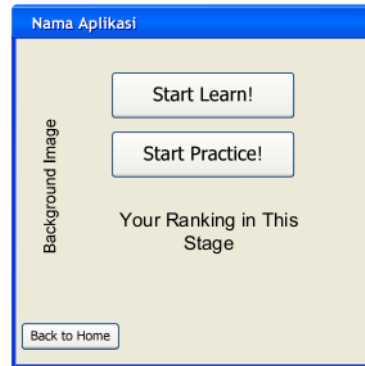 Nama Aplikasi
Start Learn!
Start Practice!
Background Image
Your Ranking in This
Stage
Back to Home